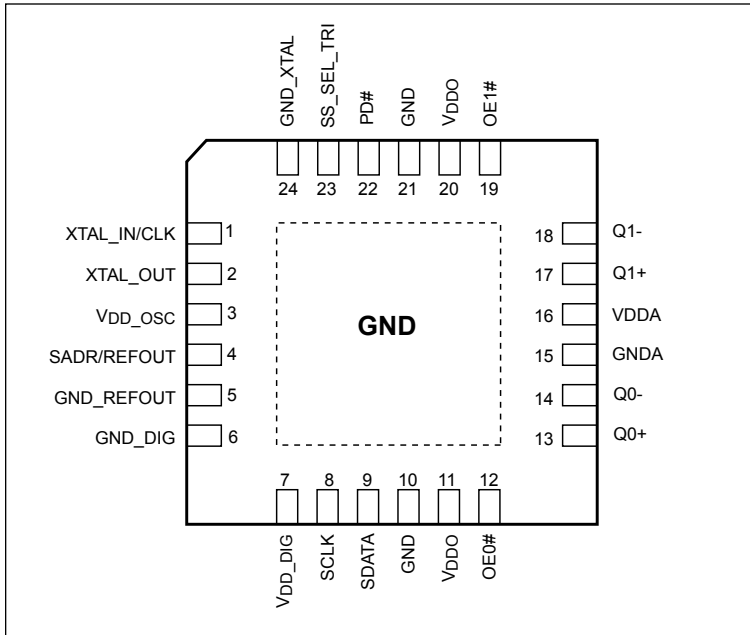 GND_XTAL
SS_SEL_TRI
PD#
GND
VDDO
OE1#
24 23 22 21 20 19
XTAL_IN/CLK 1
XTAL_OUT 2
VDD_OSC 3
SADR/REFOUT 4
GND_REFOUT 5
GND_DIG 6
GND
18 Q1-
17 Q1+
16 VDDA
15 GNDA
14 Q0-
13 Q0+
7 8 9 10 11 12
VDD_DIG
SCLK
SDATA
GND
VDDO
OE0#